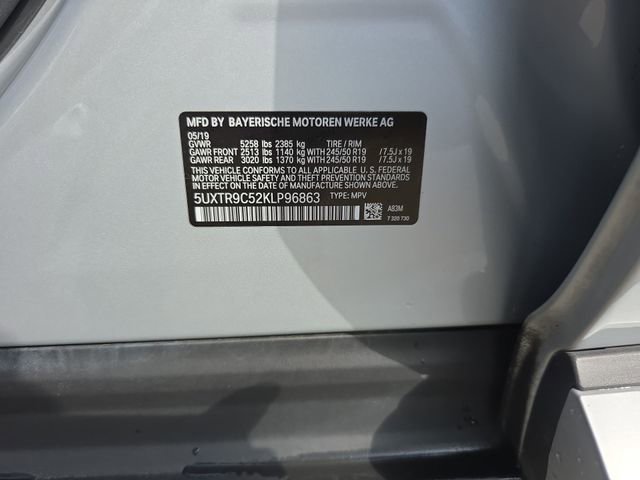 MFD BY BAYERISCHE MOTOREN WERKE AG
05/19
GVWR 5258 lbs 2385 kg TIRE / RIM
GAWR FRONT 2513 lbs 1140 kg WITH 245/50 R19 /7.5J x 19
GAWR REAR 3020 lbs 1370 kg WITH 245/50 R19 /7.5J x 19
THIS VEHICLE CONFORMS TO ALL APPLICABLE U. S. FEDERAL
MOTOR VEHICLE SAFETY, BUMPER, AND THEFT PREVENTION
STANDARDS IN EFFECT ON THE DATE OF MANUFACTURE SHOWN ABOVE.
5UXTR9C52KLP96863 TYPE: MPV
A83M
7 320 730